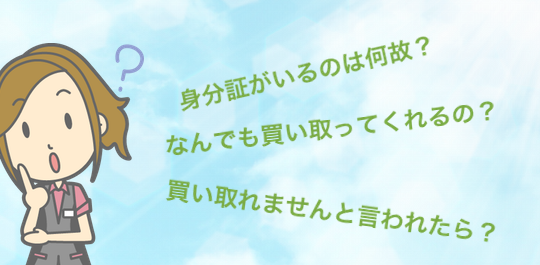 身分証がいるのは何故？
なんでも買い取ってくれるの？
買い取れませんと言われたら？